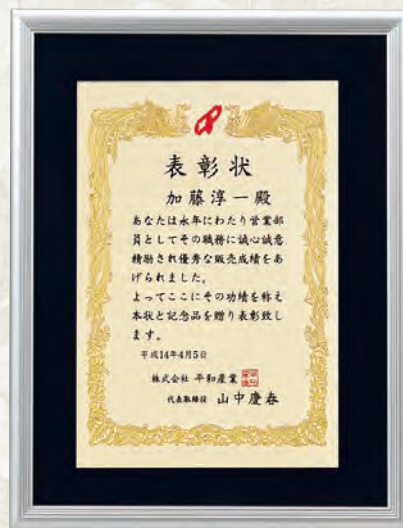 表彰状
加藤淳一殿
あなたは永年にわたり営業部
員としてその職務に誠心誠意
精励され優秀な販売成績をあ
げられました。
よってここにその功績を称え
本状と記念品を贈り表彰致し
ます。
平成14年4月5日
株式会社 平和産業
代表取締役 山中慶春